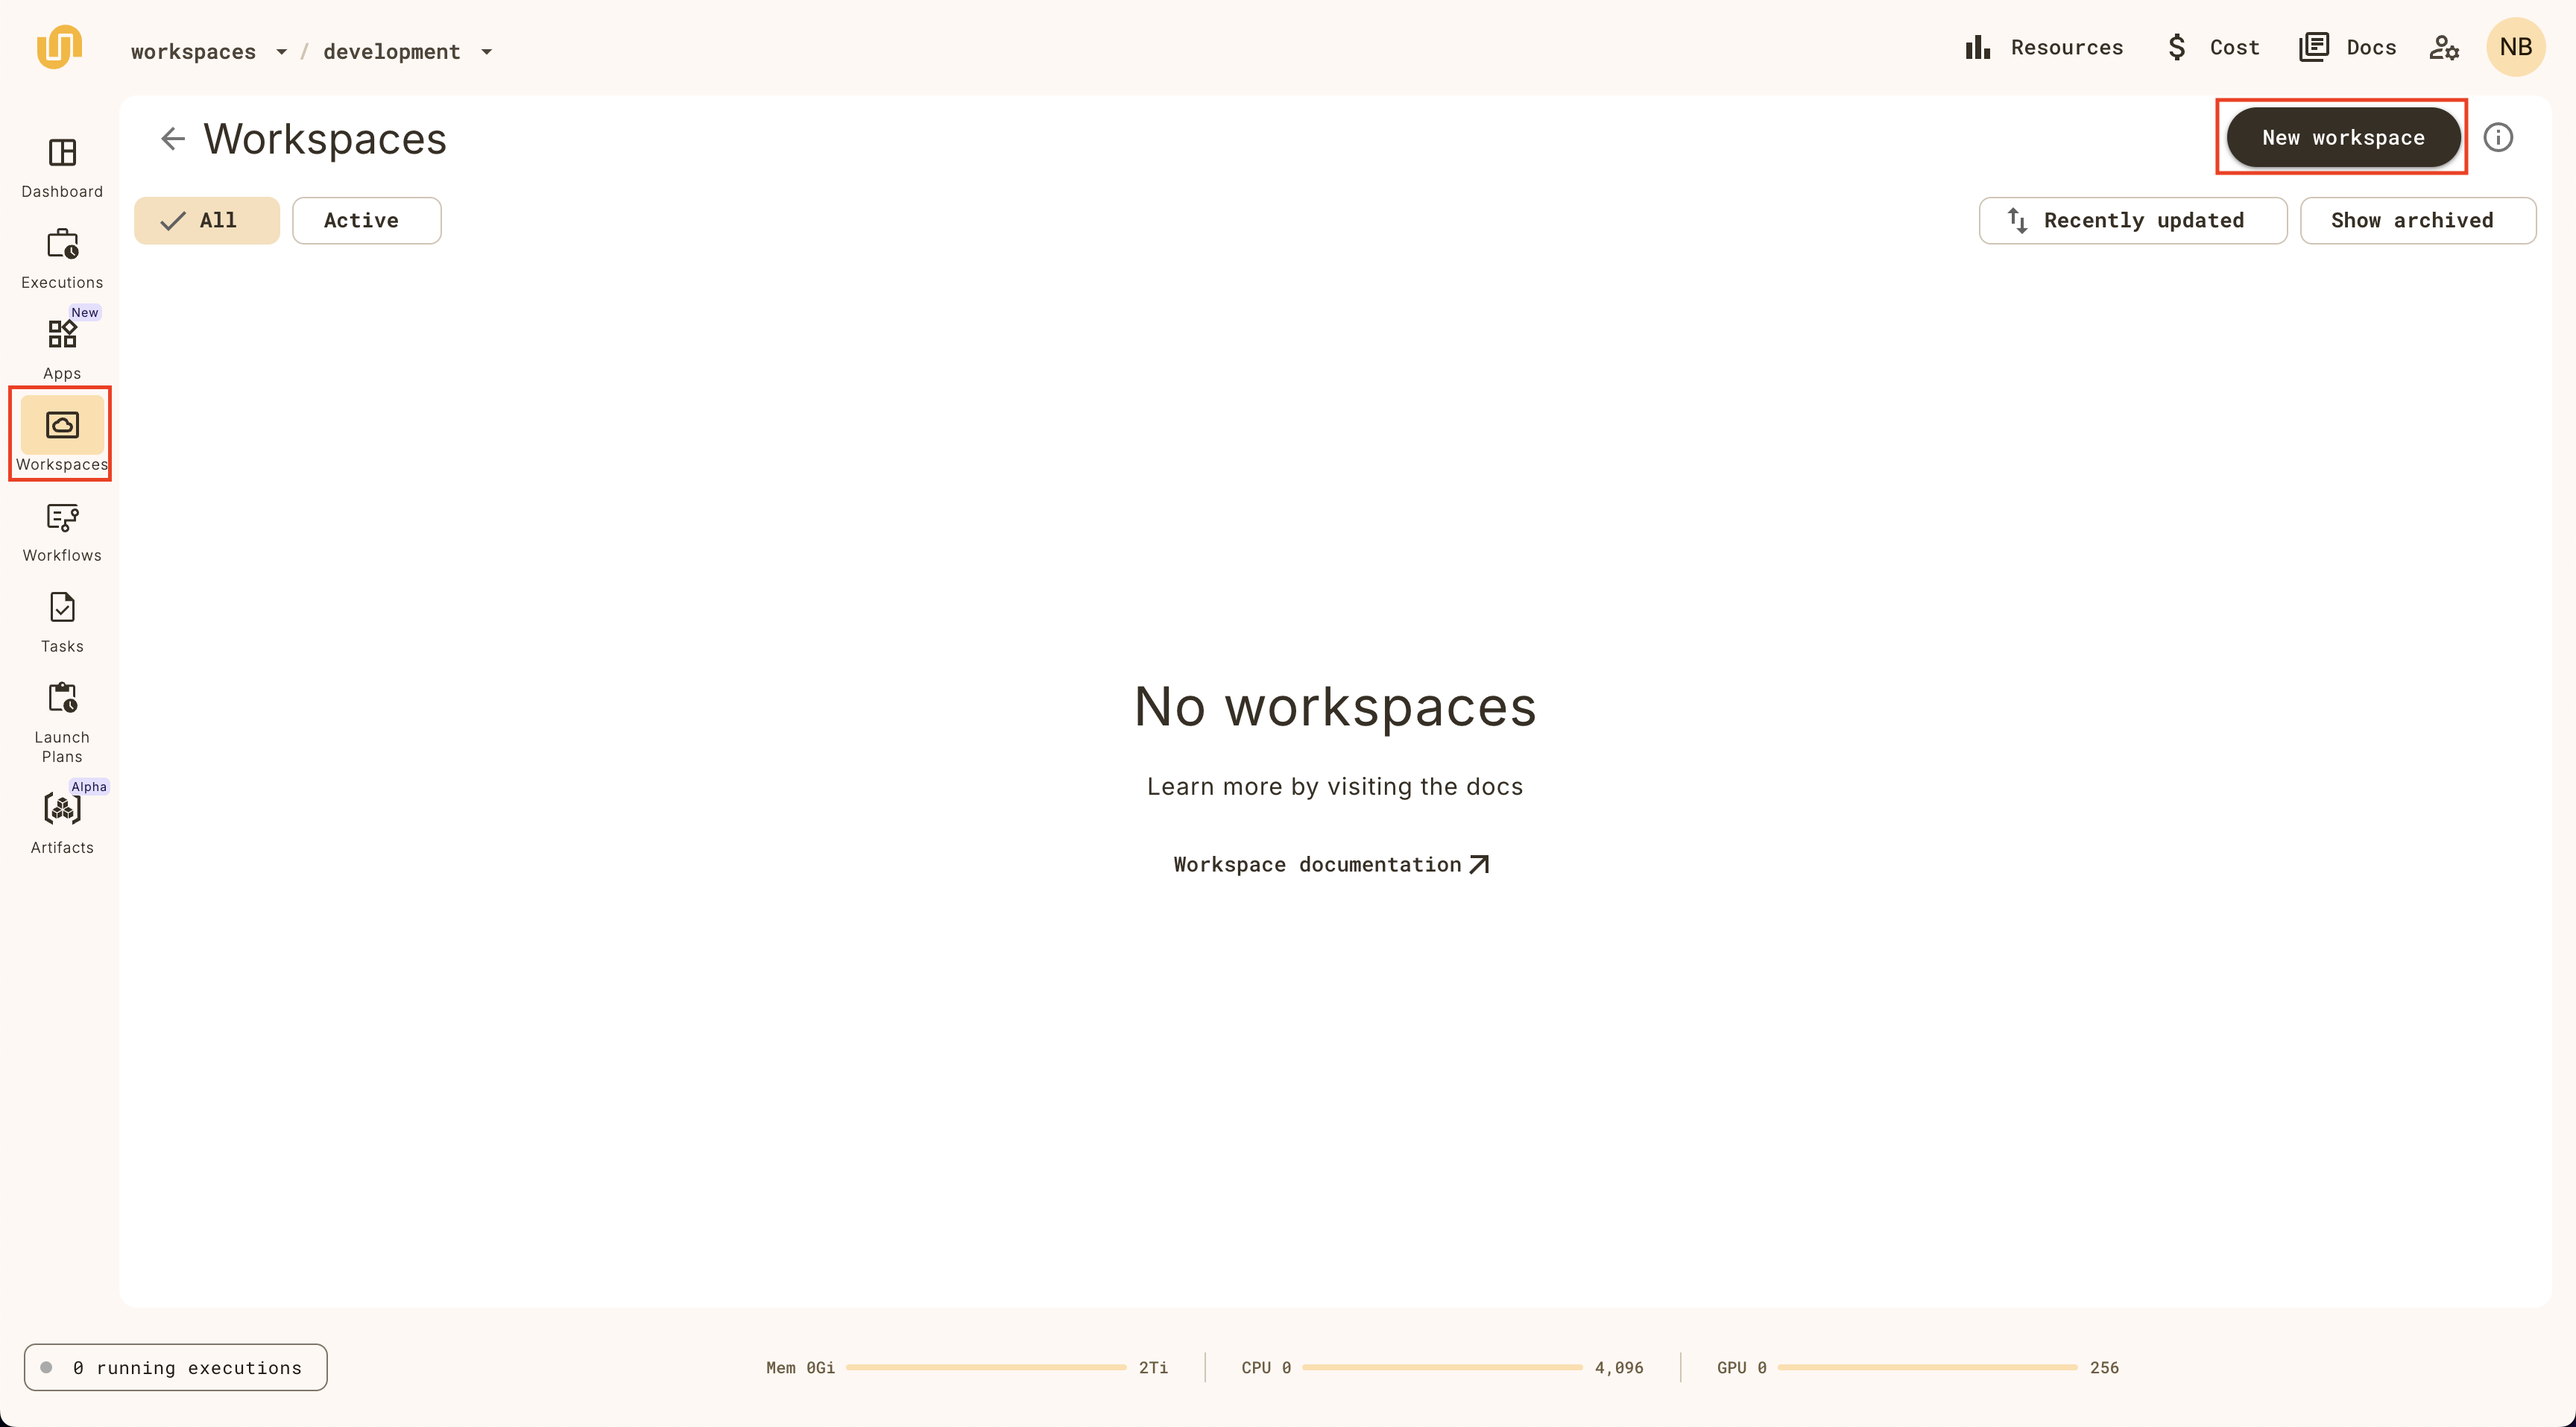 workspaces / development
Resources
Cost
Docs
NB
Workspaces
New workspace
All
Active
Recently updated
Show archived
Dashboard
Executions
New
Apps
Workspaces
Workflows
Tasks
Launch
Plans
Alpha
Artifacts
No workspaces
Learn more by visiting the docs
Workspace documentation
0 running executions
Mem 0Gi 2Ti
CPU 0 4,096
GPU 0 256